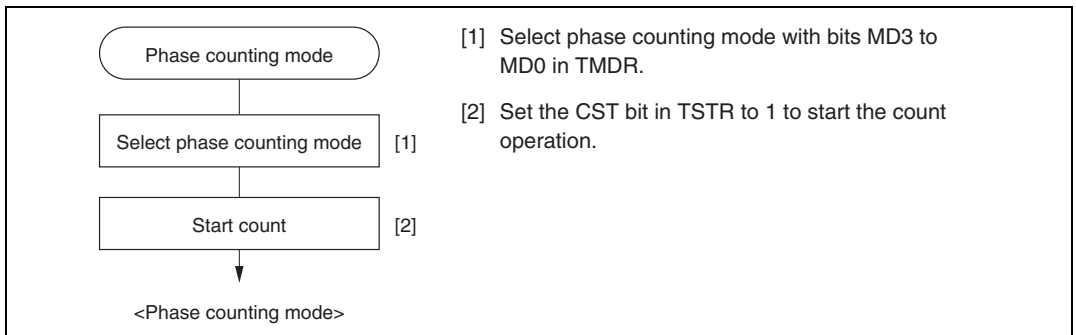 Phase counting mode
Select phase counting mode [1]
Start count [2]
<Phase counting mode>
[1] Select phase counting mode with bits MD3 to
MD0 in TMDR.
[2] Set the CST bit in TSTR to 1 to start the count
operation.